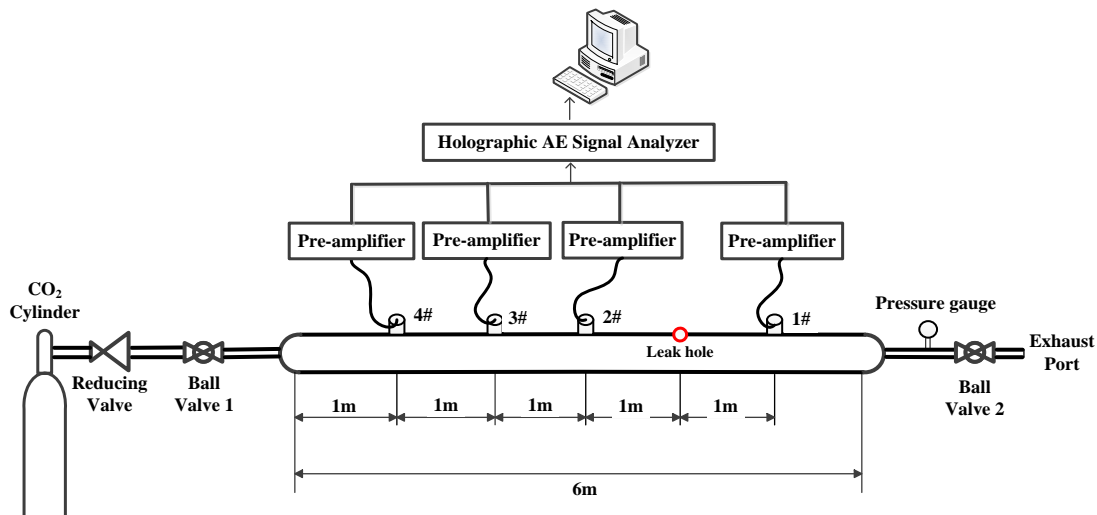 Holographic AE Signal Analyzer
Pre-amplifier
Pre-amplifier
Pre-amplifier
Pre-amplifier
CO₂
Cylinder
4#
3#
2#
1#
Pressure gauge
Leak hole
Exhaust
Port
Reducing
Valve
Ball
Valve 1
Ball
Valve 2
1m
1m
1m
1m
1m
6m